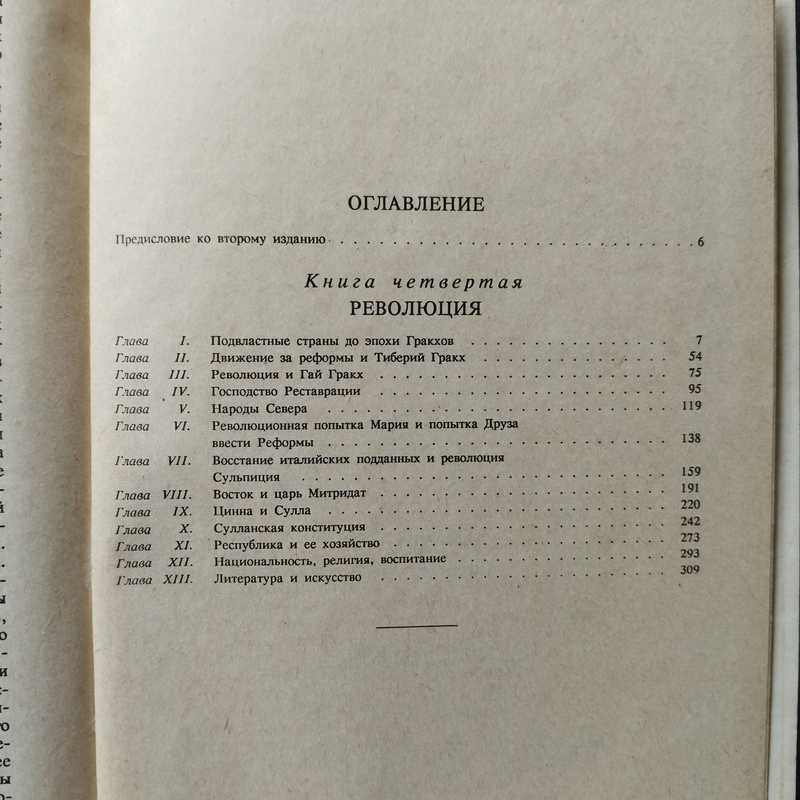 ОГЛАВЛЕНИЕ
Предисловие ко второму изданию . . . . . . . . . . . . . . . . . . . . . . . . . . . . 6
Книга четвертая
РЕВОЛЮЦИЯ
Глава I. Подвластные страны до эпохи Гракхов . . . . . . . . . . . . . . . . 7
Глава II. Движение за реформы и Тиберий Гракх . . . . . . . . . . . . . . . 54
Глава III. Революция и Гай Гракх . . . . . . . . . . . . . . . . . . . . . . . 75
Глава IV. Господство Реставрации . . . . . . . . . . . . . . . . . . . . . . . 95
Глава V. Народы Севера . . . . . . . . . . . . . . . . . . . . . . . . . . 119
Глава VI. Революционная попытка Мария и попытка Друза
ввести Реформы . . . . . . . . . . . . . . . . . . . . . . . . . . 138
Глава VII. Восстание италийских подданных и революция
Сульпиция . . . . . . . . . . . . . . . . . . . . . . . . . . . . 159
Глава VIII. Восток и царь Митридат . . . . . . . . . . . . . . . . . . . . . . 191
Глава IX. Цинна и Сулла . . . . . . . . . . . . . . . . . . . . . . . . . . 220
Глава X. Сулланская конституция . . . . . . . . . . . . . . . . . . . . . . 242
Глава XI. Республика и ее хозяйство . . . . . . . . . . . . . . . . . . . . . 273
Глава XII. Национальность, религия, воспитание . . . . . . . . . . . . . . . . 293
Глава XIII. Литература и искусство . . . . . . . . . . . . . . . . . . . . . . 309